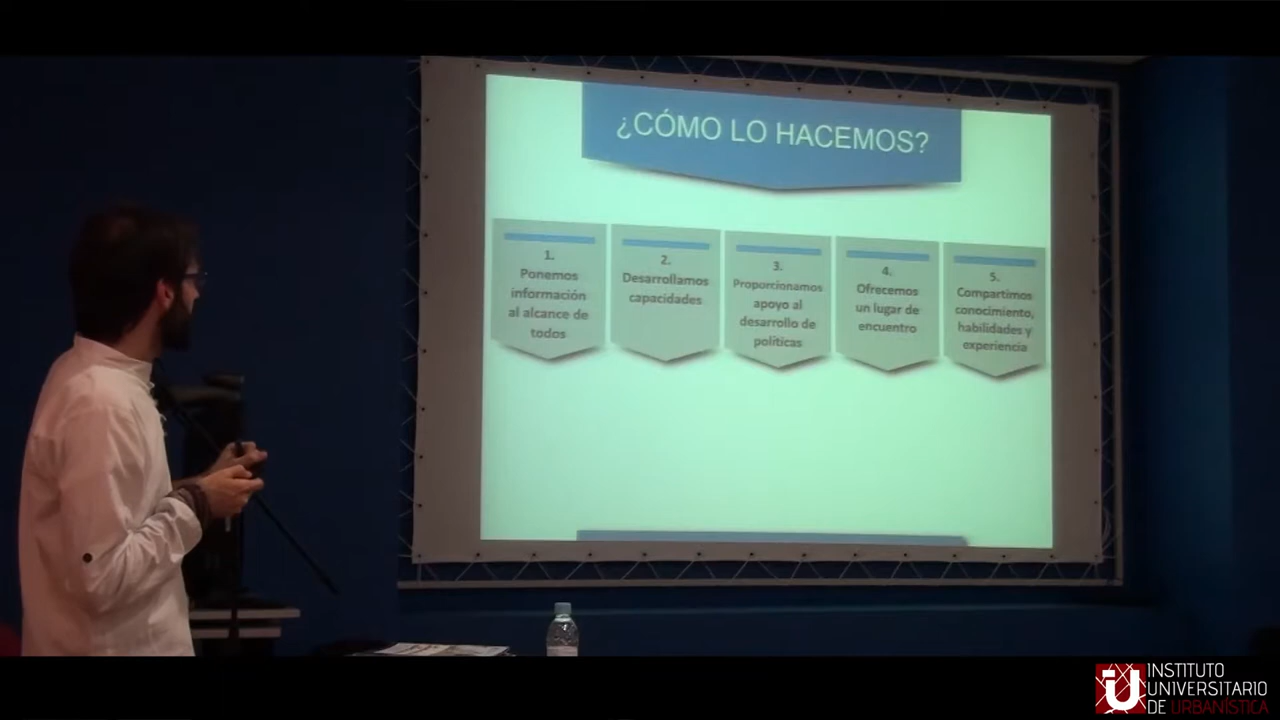 ¿CÓMO LO HACEMOS?
1.
Ponemos
información
al alcance de
todos
2.
Desarrollamos
capacidades
3.
Proporcionamos
apoyo al
desarrollo de
políticas
4.
Ofrecemos
un lugar de
encuentro
5.
Compartimos
conocimiento,
habilidades y
experiencia
INSTITUTO
UNIVERSITARIO
DE URBANÍSTICA